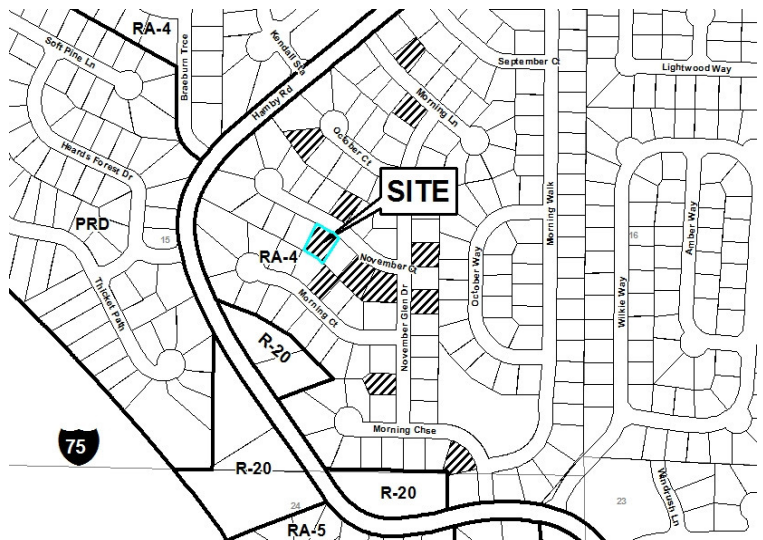 RA-4
Soft Pine Ln
Braeburn Trce
Kendall Sta
Hamby Rd
September Ct
Lightwood Way
Morning Ln
October Ct
Heards Forest Dr
SITE
PRD
15
RA-4
November Ct
Morning Walk
16
Amber Way
October Way
Wilkie Way
Thicket Path
Morning Ct
November Glen Dr
R-20
75
Morning Chse
R-20
R-20
24
23
Windrush Ln
RA-5